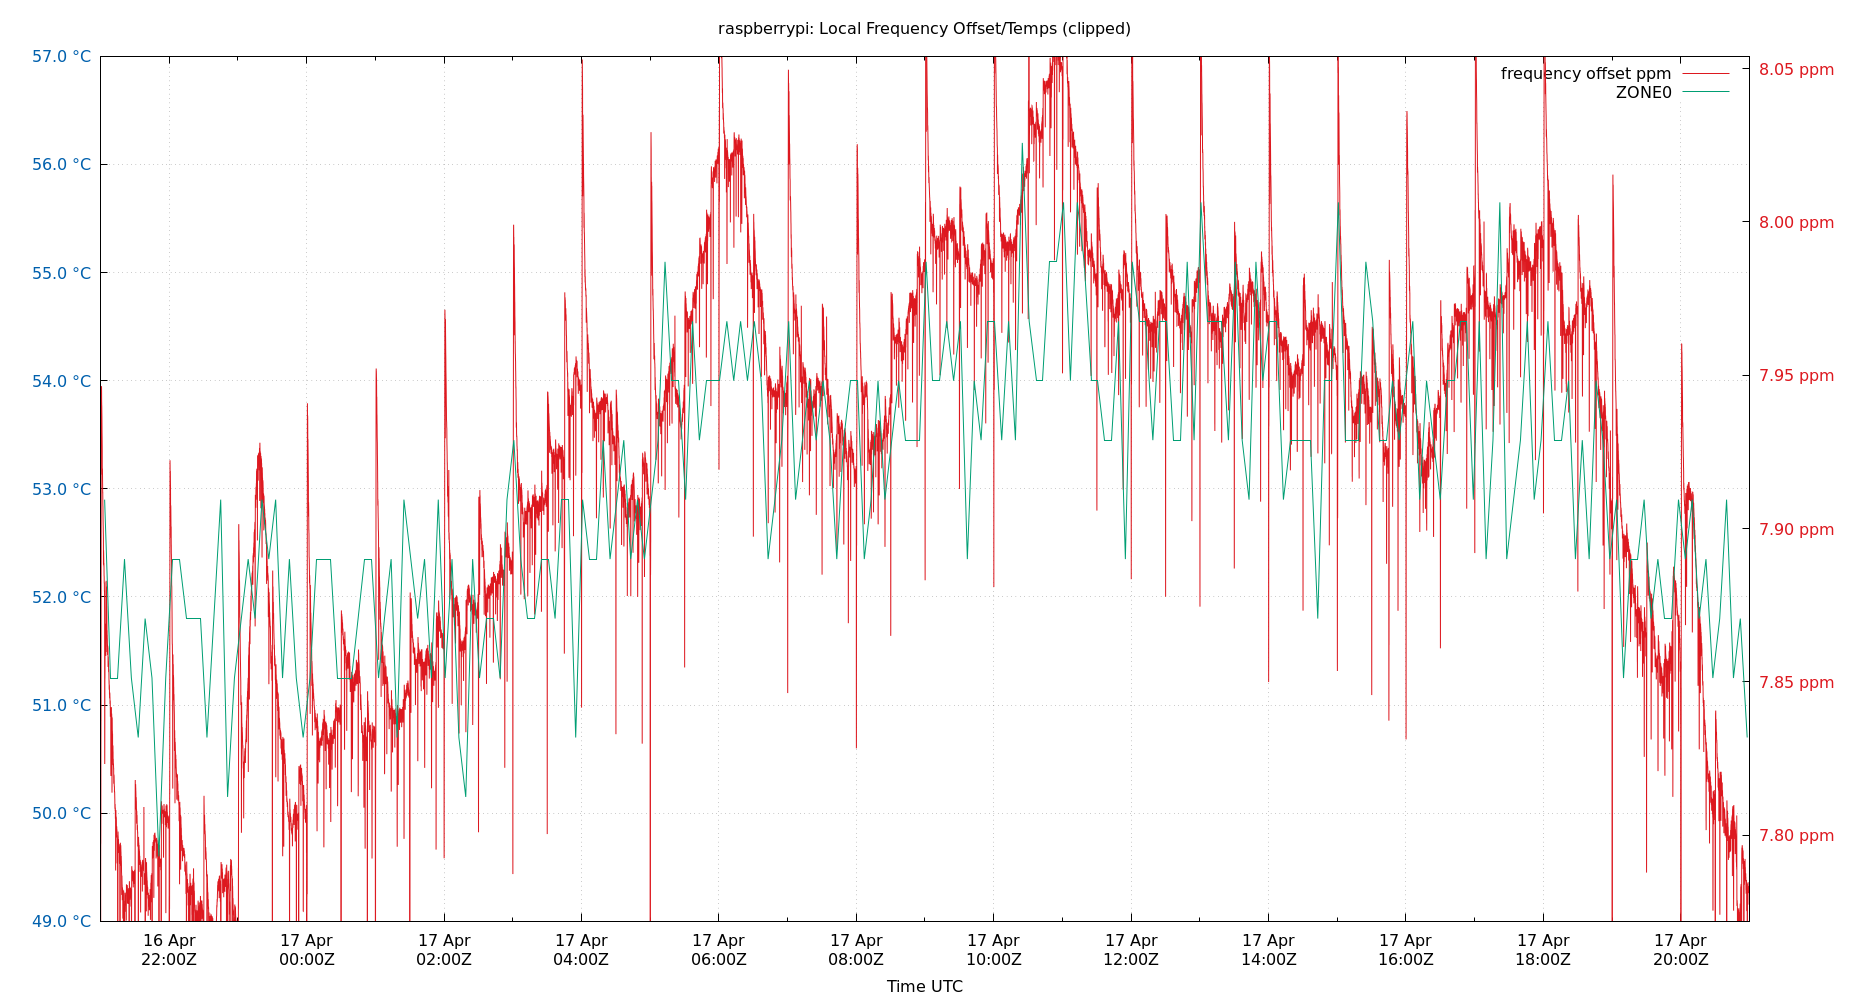 raspberrypi: Local Frequency Offset/Temps (clipped)
frequency offset ppm
ZONE0
57.0 °C
56.0 °C
55.0 °C
54.0 °C
53.0 °C
52.0 °C
51.0 °C
50.0 °C
49.0 °C
8.05 ppm
8.00 ppm
7.95 ppm
7.90 ppm
7.85 ppm
7.80 ppm
16 Apr
22:00Z
17 Apr
00:00Z
17 Apr
02:00Z
17 Apr
04:00Z
17 Apr
06:00Z
17 Apr
08:00Z
17 Apr
10:00Z
17 Apr
12:00Z
17 Apr
14:00Z
17 Apr
16:00Z
17 Apr
18:00Z
17 Apr
20:00Z
Time UTC